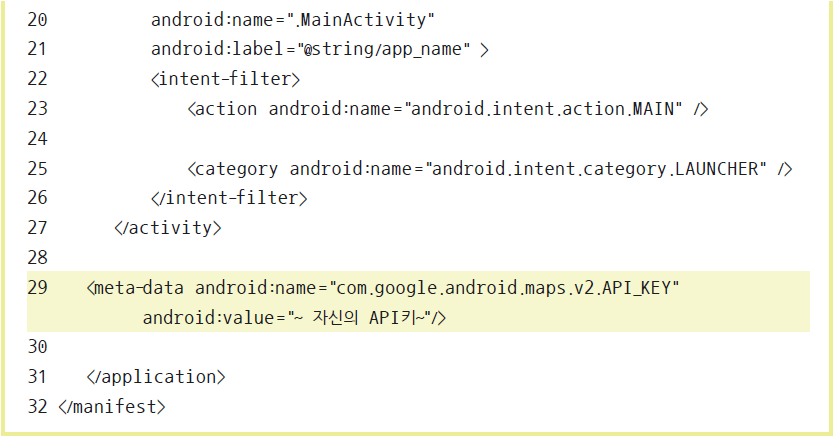 20 android:name=".MainActivity"
21 android:label="@string/app_name" >
22 <intent-filter>
23 <action android:name="android.intent.action.MAIN" />
24
25 <category android:name="android.intent.category.LAUNCHER" />
26 </intent-filter>
27 </activity>
28
29 <meta-data android:name="com.google.android.maps.v2.API_KEY"
android:value="~ 자신의 API키~"/>
30
31 </application>
32 </manifest>